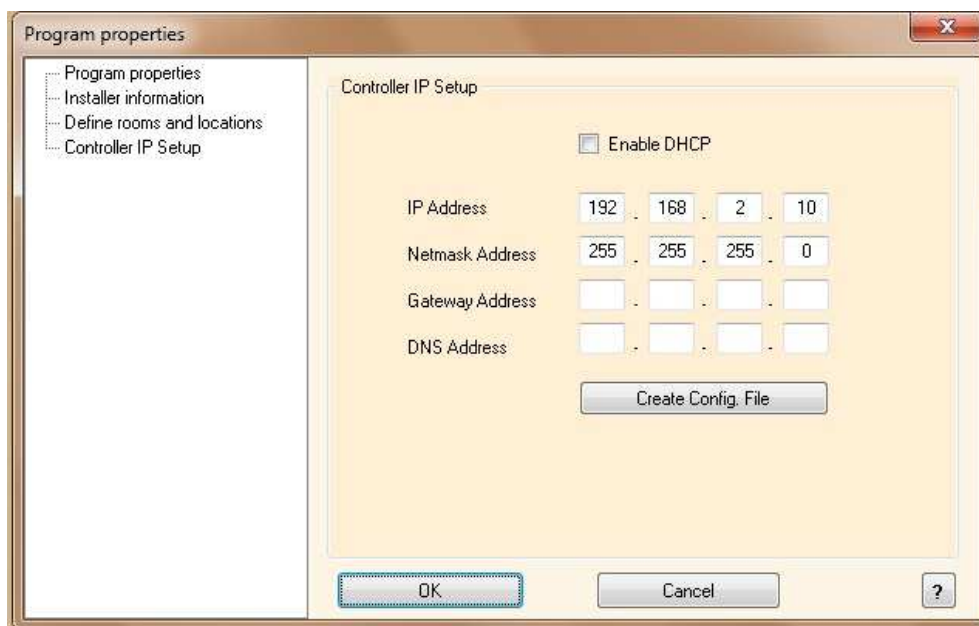 Program properties
Program properties
Installer information
Define rooms and locations
Controller IP Setup
Controller IP Setup
Enable DHCP
IP Address 192 . 168 . 2 . 10
Netmask Address 255 . 255 . 255 . 0
Gateway Address . . .
DNS Address . . .
Create Config. File
OK Cancel ?